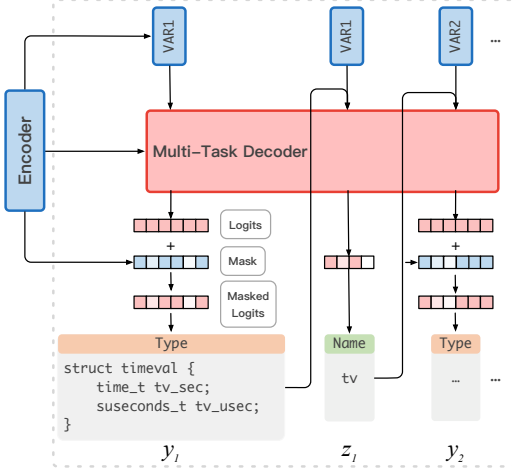 VAR1
VAR1
VAR2
...
Encoder
Multi-Task Decoder
Logits
+
+
Mask
Masked
Logits
Type
Name
Type
struct timeval {
time_t tv_sec;
suseconds_t tv_usec;
}
tv
...
...
y1
z1
y2